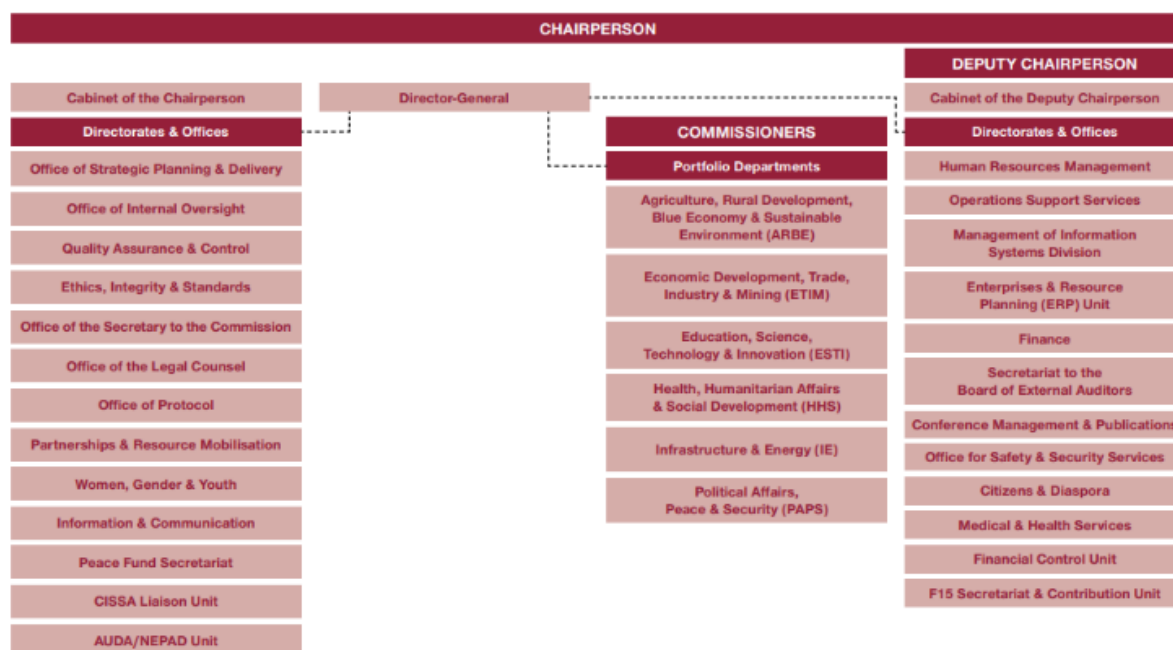 CHAIRPERSON
DEPUTY CHAIRPERSON
Cabinet of the Chairperson
Director-General
Cabinet of the Deputy Chairperson
Directorates & Offices
COMMISSIONERS
Directorates & Offices
Office of Strategic Planning & Delivery
Office of Internal Oversight
Quality Assurance & Control
Ethics, Integrity & Standards
Office of the Secretary to the Commission
Office of the Legal Counsel
Office of Protocol
Partnerships & Resource Mobilisation
Women, Gender & Youth
Information & Communication
Peace Fund Secretariat
CISSA Liaison Unit
AUDA/NEPAD Unit
Portfolio Departments
Agriculture, Rural Development,
Blue Economy & Sustainable
Environment (ARBE)
Economic Development, Trade,
Industry & Mining (ETIM)
Education, Science,
Technology & Innovation (ESTI)
Health, Humanitarian Affairs
& Social Development (HHS)
Infrastructure & Energy (IE)
Political Affairs,
Peace & Security (PAPS)
Human Resources Management
Operations Support Services
Management of Information
Systems Division
Enterprises & Resource
Planning (ERP) Unit
Finance
Secretariat to the
Board of External Auditors
Conference Management & Publications
Office for Safety & Security Services
Citizens & Diaspora
Medical & Health Services
Financial Control Unit
F15 Secretariat & Contribution Unit